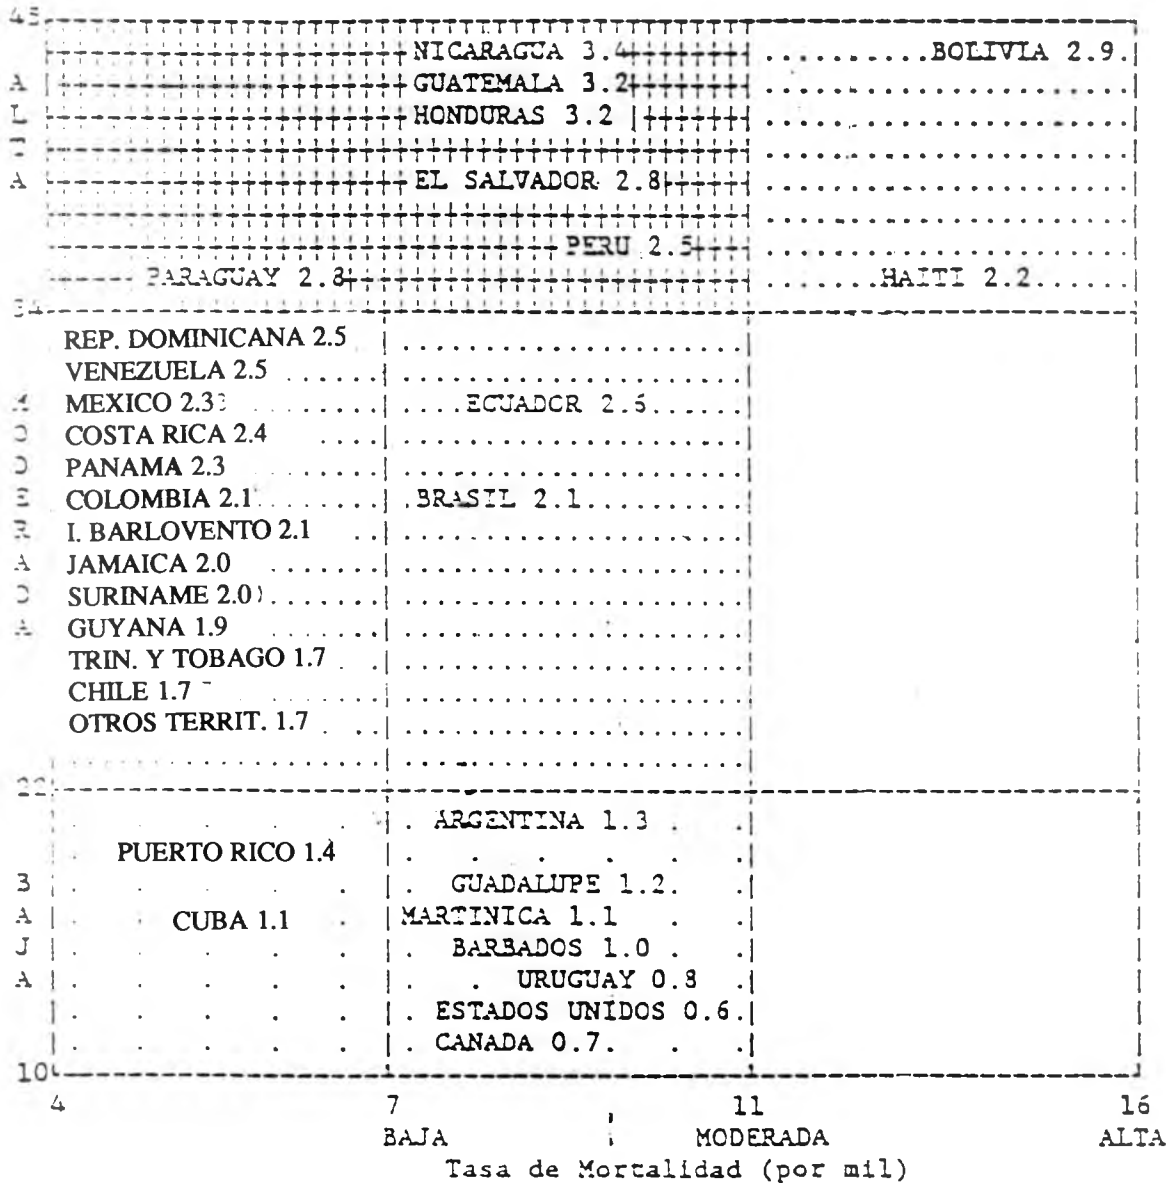 45
NICARAGUA 3.4 BOLIVIA 2.9
A GUATEMALA 3.2
L HONDURAS 3.2
T
A EL SALVADOR 2.8
PERU 2.5
PARAGUAY 2.8 HAITI 2.2
34
REP. DOMINICANA 2.5
VENEZUELA 2.5
M MEXICO 2.3 ECUADOR
O COSTA RICA 2.4
D PANAMA 2.3
E COLOMBIA 2.1 BRASIL 2.1
R I. BARLOVENTO 2.1
A JAMAICA 2.0
D SURINAME 2.0
A GUYANA 1.9
TRIN. Y TOBAGO 1.7
CHILE 1.7
OTROS TERRIT. 1.7
22
ARGENTINA 1.3
PUERTO RICO 1.4
B GUADALUPE 1.2
A CUBA 1.1 MARTINICA 1.1
J BARBADOS 1.0
A URUGUAY 0.8
ESTADOS UNIDOS 0.6
CANADA 0.7
10
4 7 11 16
BAJA MODERADA ALTA
Tasa de Mortalidad (por mil)